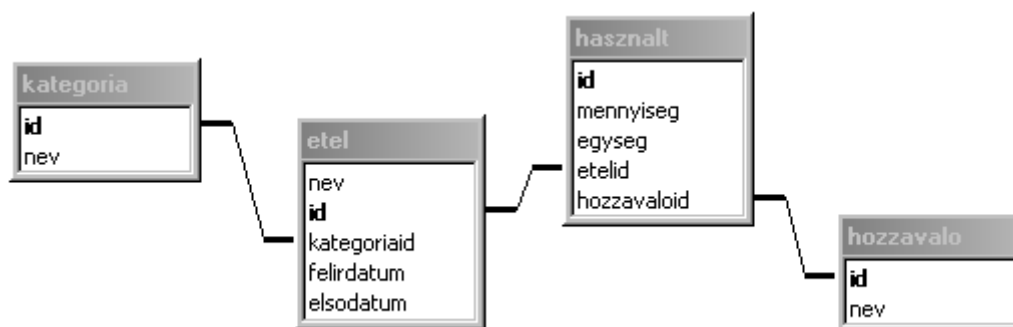 kategoria
id
nev
etel
nev
id
kategoriaid
felirdatum
elsodatum
hasznalt
id
mennyiseg
egyseg
etelid
hozzavaloid
hozzavalo
id
nev